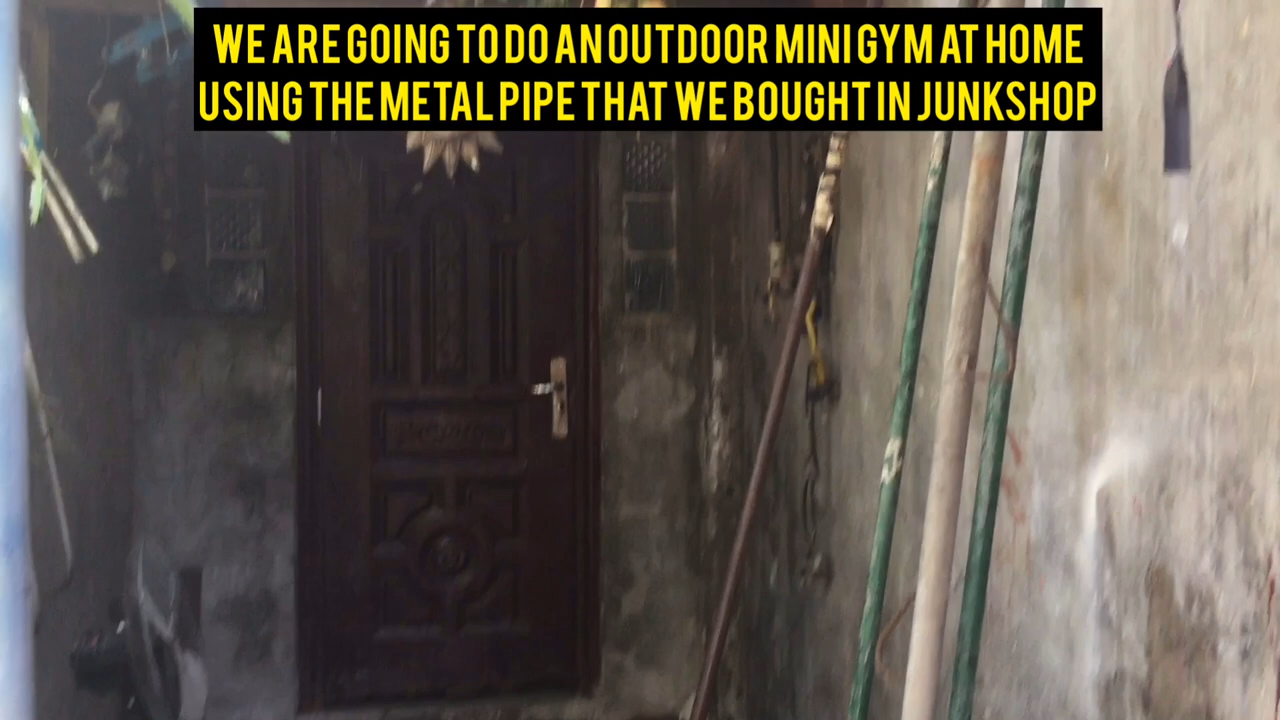 WE ARE GOING TO DO AN OUTDOOR MINI GYM AT HOME
USING THE METAL PIPE THAT WE BOUGHT IN JUNKSHOP